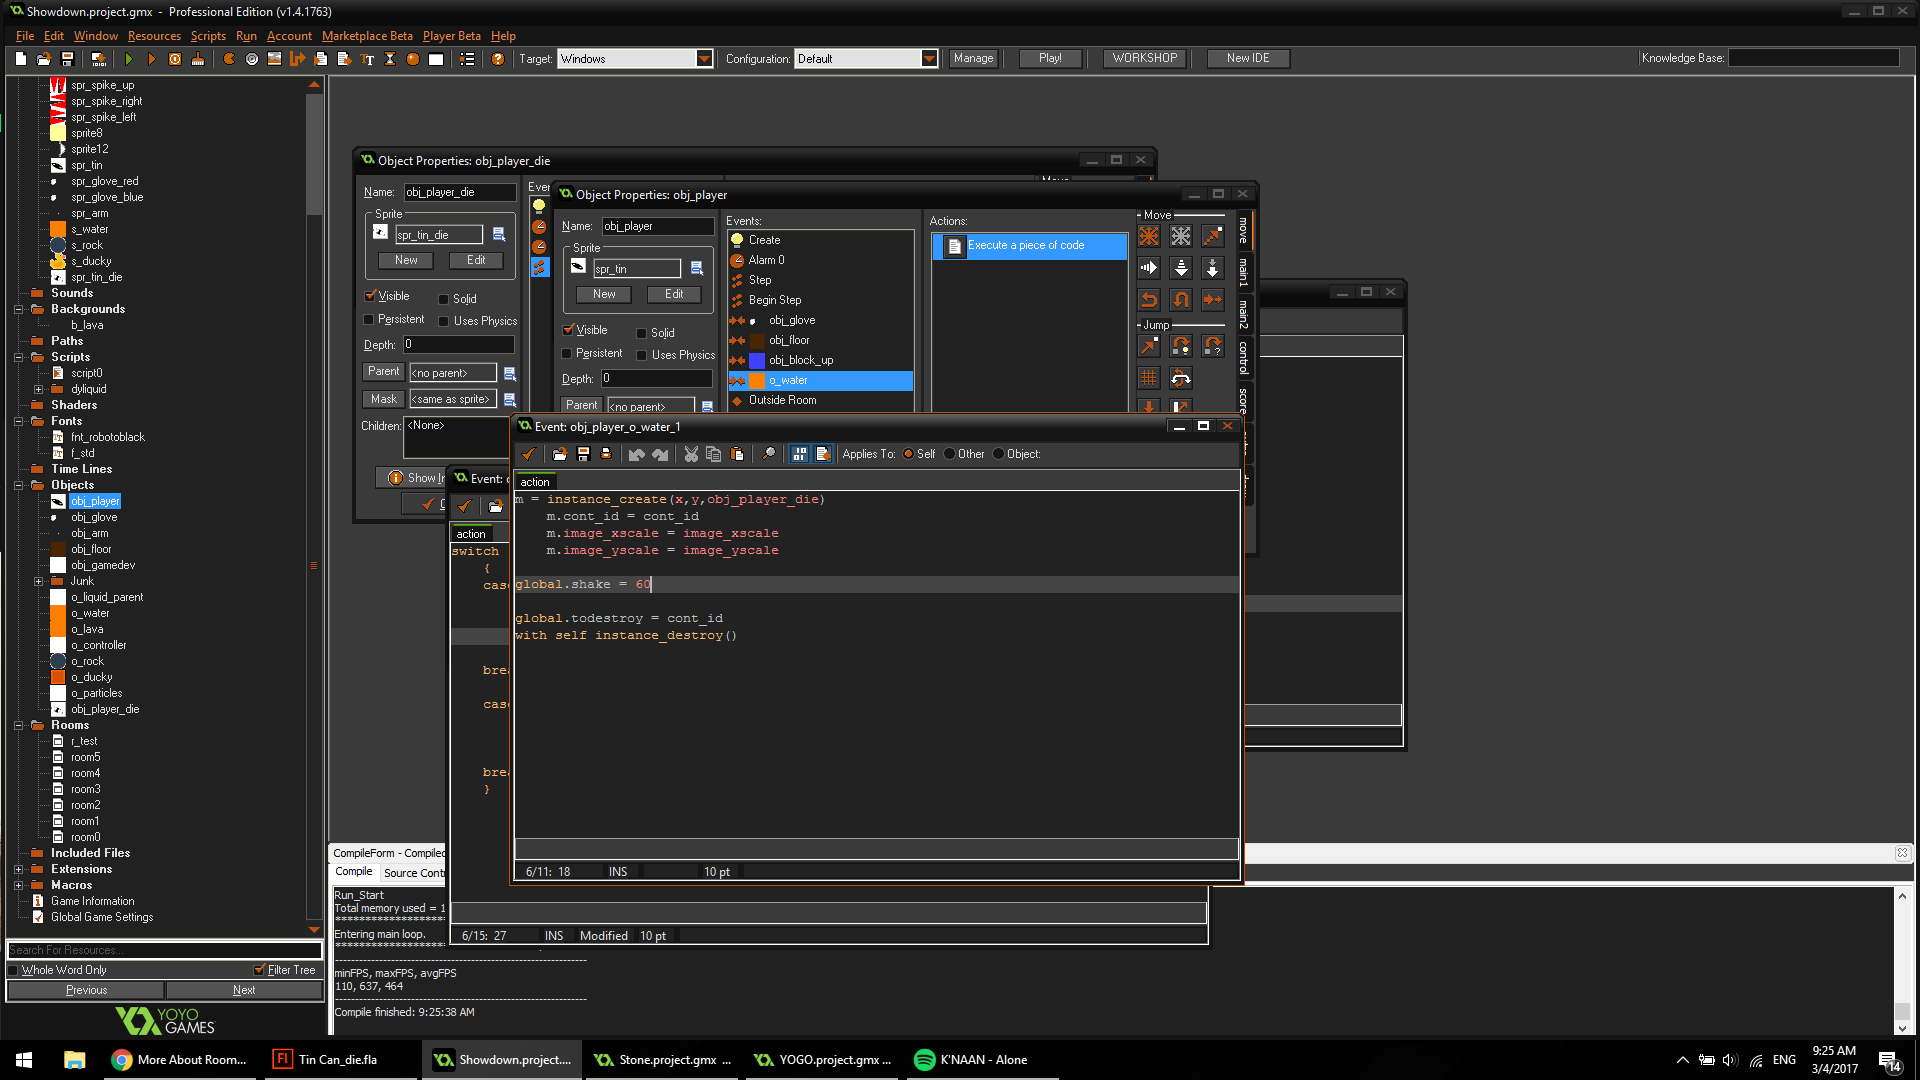 Showdown.project.gmx - Professional Edition (v1.4.1763)
File Edit Window Resources Scripts Run Account Marketplace Beta Player Beta Help
Target: Windows Configuration: Default Manage Play! WORKSHOP New IDE Knowledge Base:
spr_spike_up
spr_spike_right
spr_spike_left
sprite8
sprite12
spr_tin
spr_glove_red
spr_glove_blue
spr_arm
s_water
s_rock
s_ducky
spr_tin_die
Sounds
Backgrounds
b_lava
Paths
Scripts
script0
dyliquid
Shaders
Fonts
fnt_robotoblack
f_std
Time Lines
Objects
obj_player
obj_glove
obj_arm
obj_floor
obj_gamedev
Junk
o_liquid_parent
o_water
o_lava
o_controller
o_rock
o_ducky
o_particles
obj_player_die
Rooms
r_test
room5
room4
room3
room2
room1
room0
Included Files
Extensions
Macros
Game Information
Global Game Settings
Search For Resources...
Whole Word Only Filter Tree
Previous Next
YOYO
GAMES
Object Properties: obj_player_die
Name: obj_player_die
Sprite
spr_tin_die
New Edit
Visible Solid
Persistent Uses Physics
Depth: 0
Parent <no parent>
Mask <same as sprite>
Children: <None>
Show
Object Properties: obj_player
Name: obj_player
Sprite
spr_tin
New Edit
Visible Solid
Persistent Uses Physics
Depth: 0
Parent <no parent>
Events:
Create
Alarm 0
Step
Begin Step
obj_glove
obj_floor
obj_block_up
o_water
Outside Room
Actions:
Execute a piece of code
Move
Jump
move
main1
main2
control
score
Event: obj_player_o_water_1
Applies To: Self Other Object:
action
m = instance_create(x,y,obj_player_die)
m.cont_id = cont_id
m.image_xscale = image_xscale
m.image_yscale = image_yscale
global.shake = 60
global.todestroy = cont_id
with self instance_destroy()
6/11: 18 INS 10 pt
Event:
action
switch
{
case
brea
case
brea
}
6/15: 27 INS Modified 10 pt
CompileForm - Compiled
Compile Source Contr
Run_Start
Total memory used = 1
****************************
Entering main loop.
****************************
minFPS, maxFPS, avgFPS
110, 637, 464
Compile finished: 9:25:38 AM
More About Room...
Tin Can_die.fla
Showdown.project....
Stone.project.gmx ...
YOGO.project.gmx ...
K'NAAN - Alone
ENG
9:25 AM
3/4/2017
14